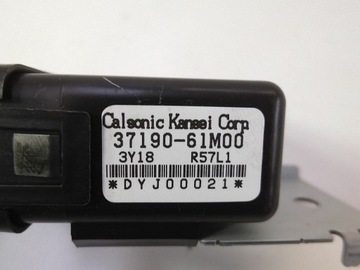 Calsonic Kansei Corp.
37190-61M00
3Y18 R57L1
*DYJ00021*